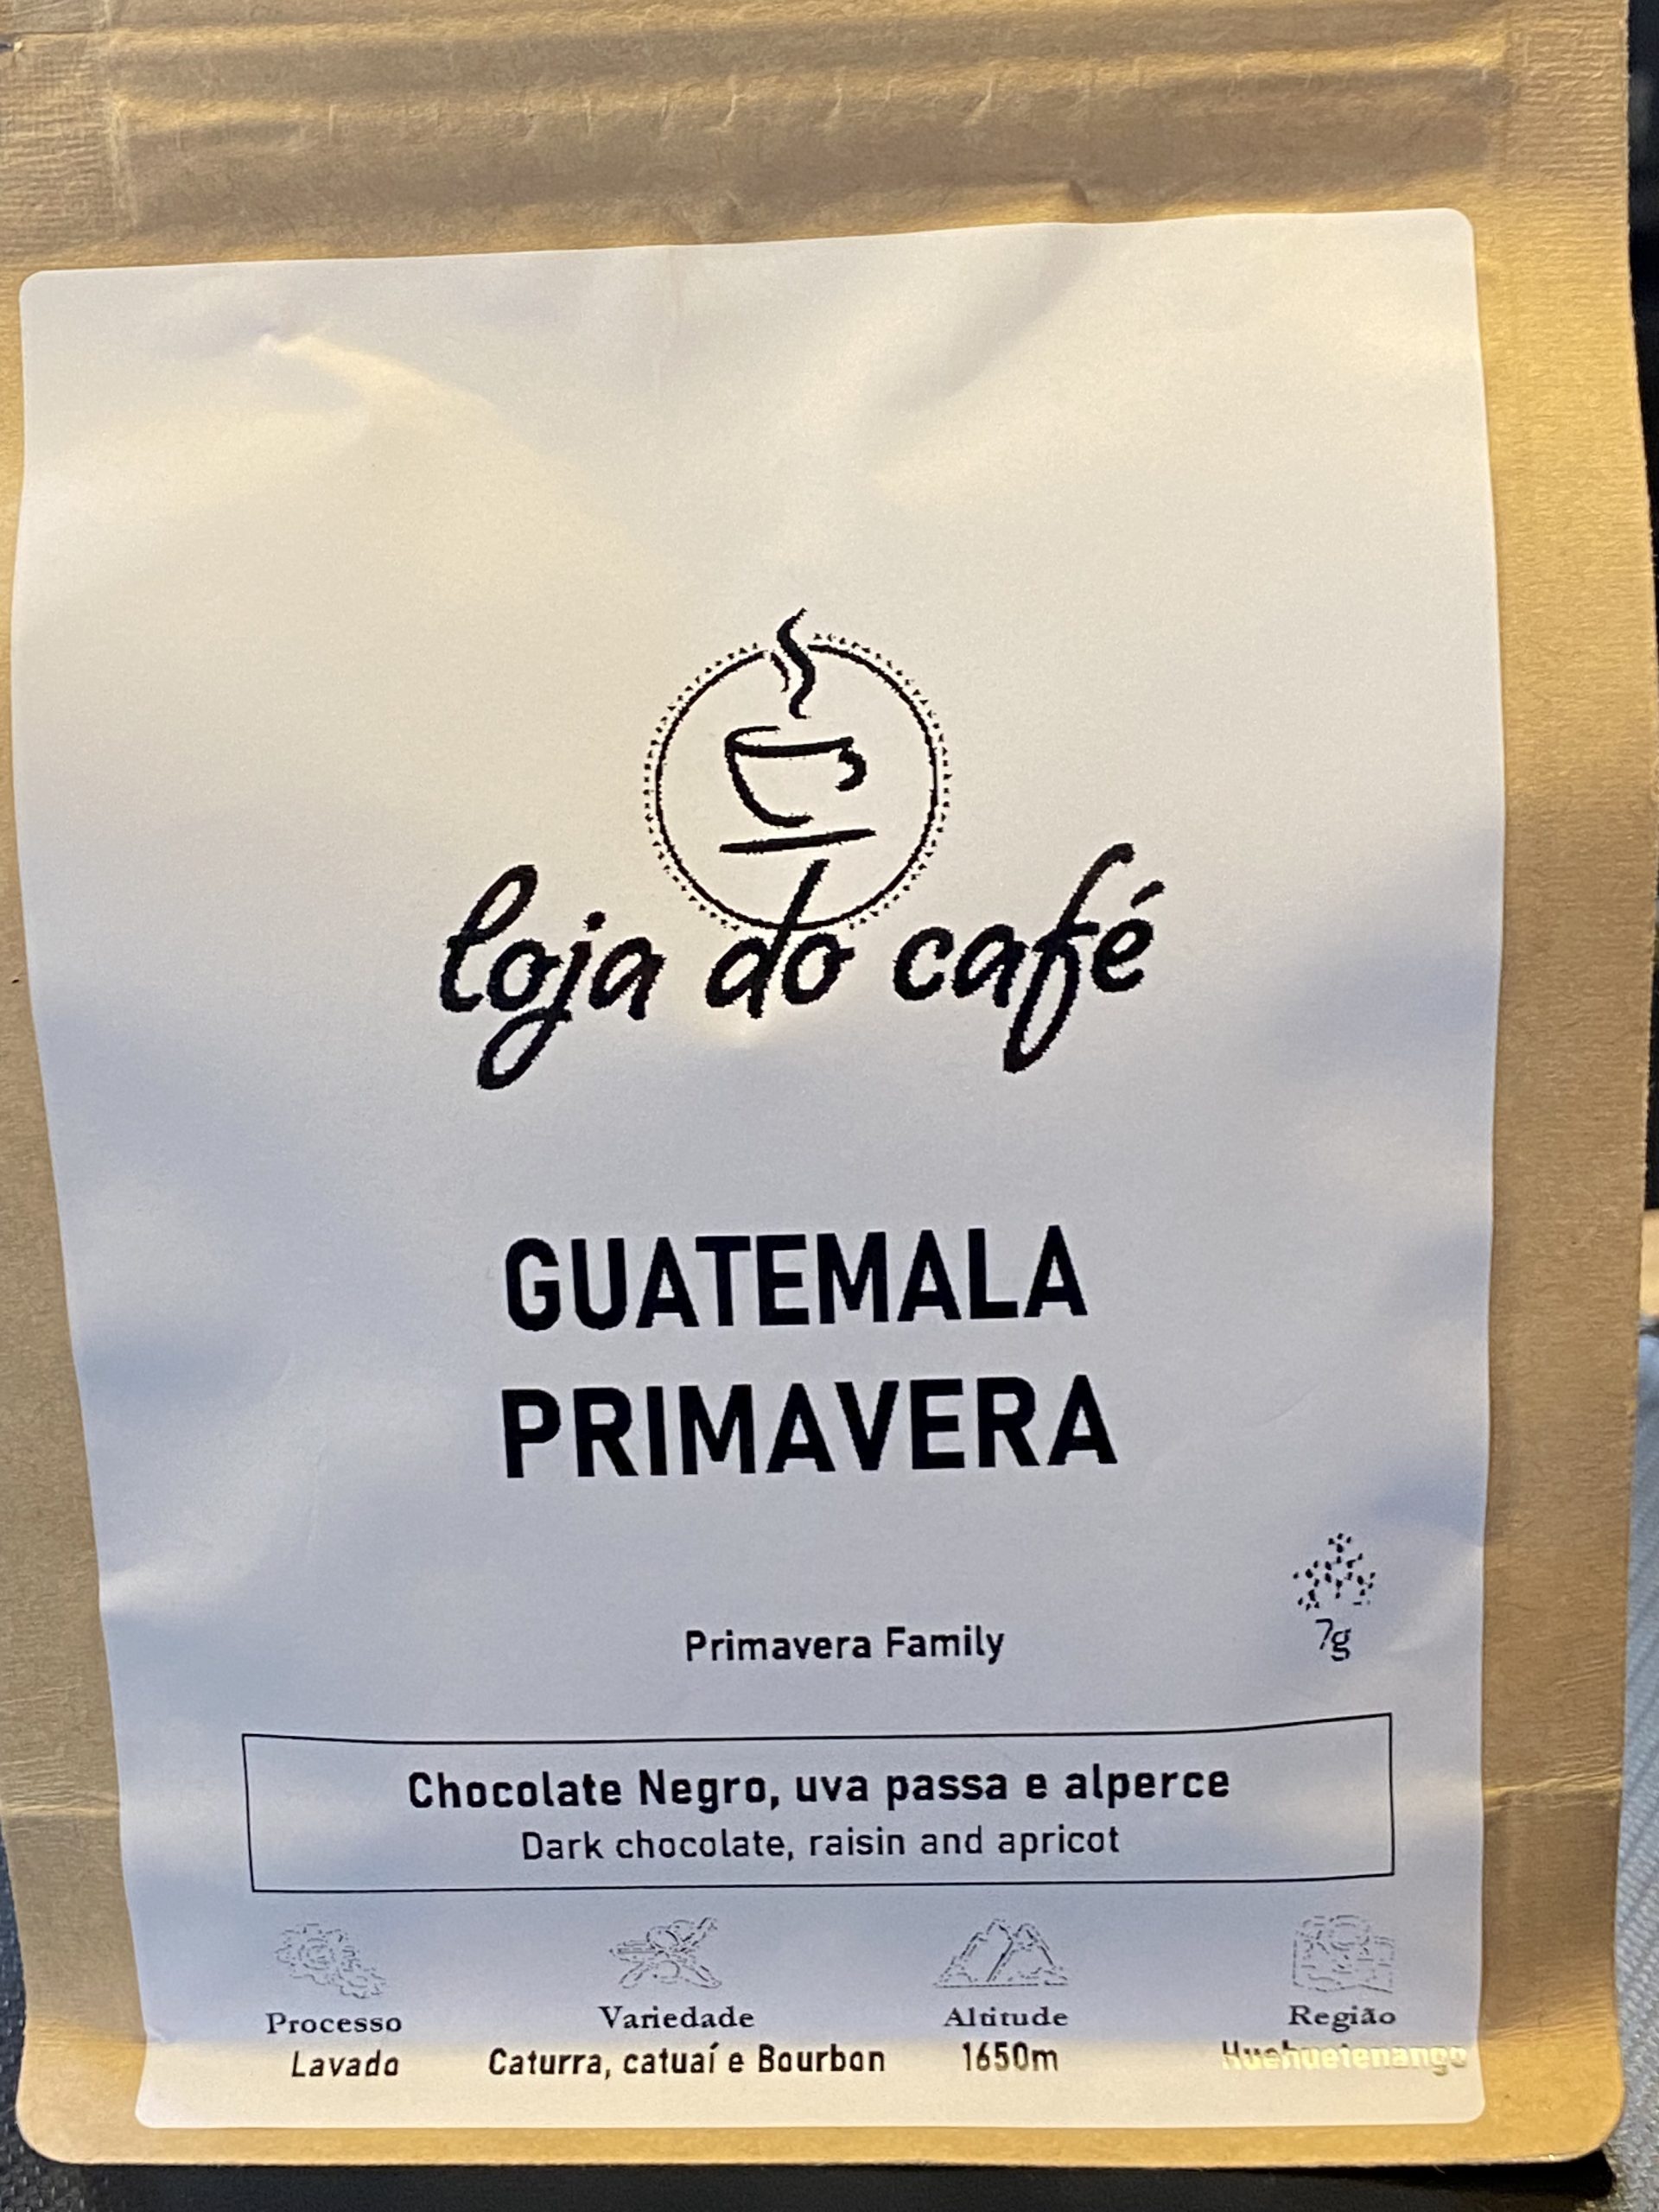 loja do café
GUATEMALA
PRIMAVERA
7g
Primavera Family
Chocolate Negro, uva passa e alperce
Dark chocolate, raisin and apricot
Processo Variedade Altitude Região
Lavado Caturra, catuaí e Bourbon 1650m Huehuetenango